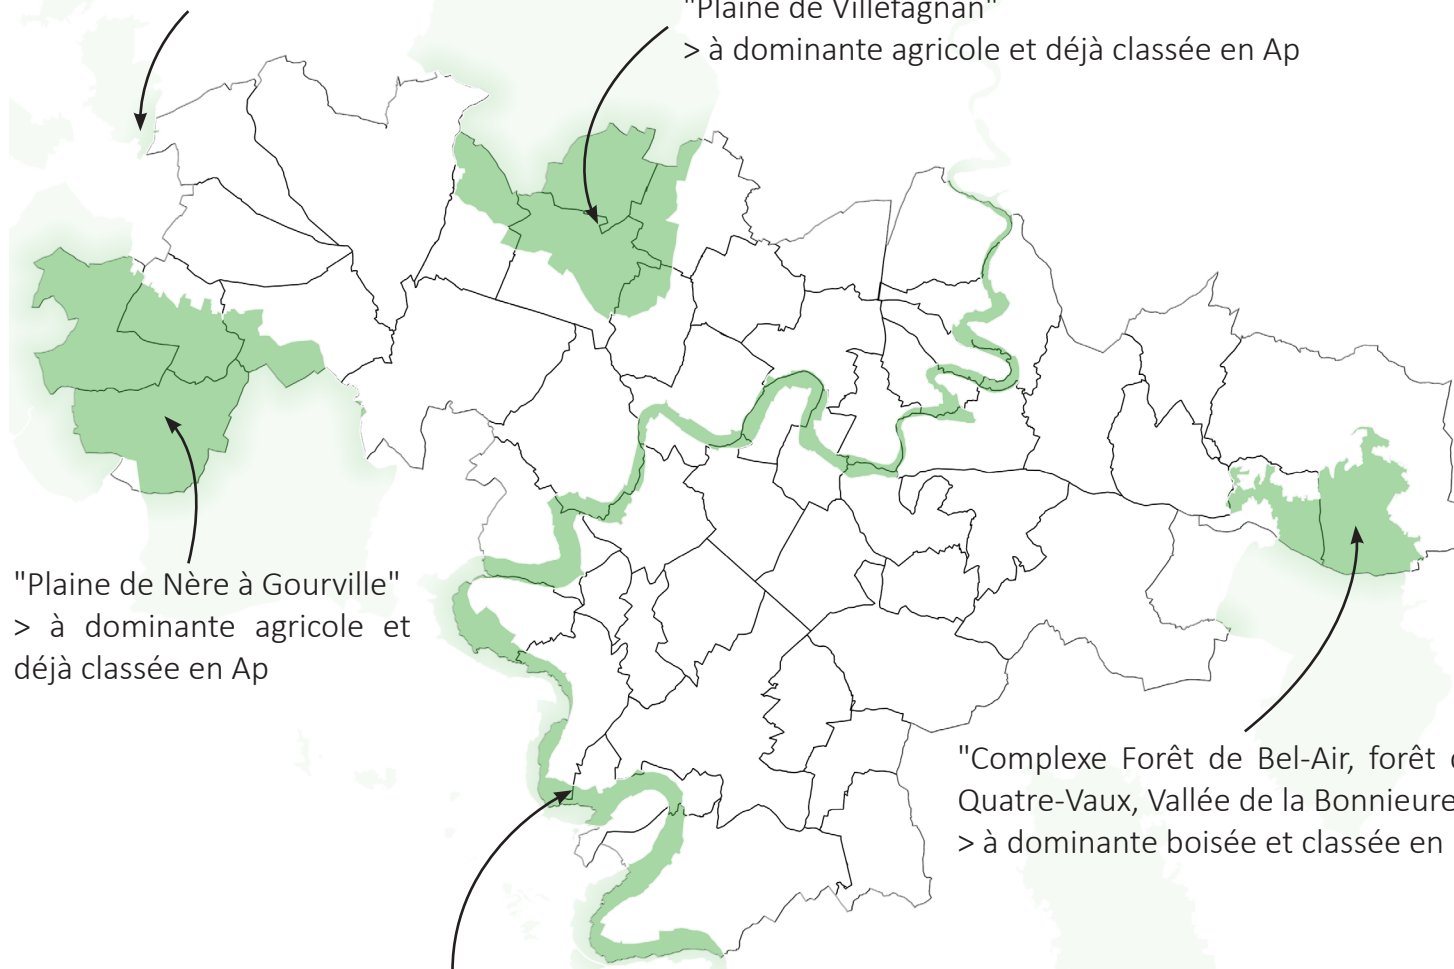 "Plaine de Villefagnan"
> à dominante agricole et déjà classée en Ap
"Plaine de Nère à Gourville"
> à dominante agricole et
déjà classée en Ap
"Complexe Forêt de Bel-Air, forêt
Quatre-Vaux, Vallée de la Bonnieure
> à dominante boisée et classée en